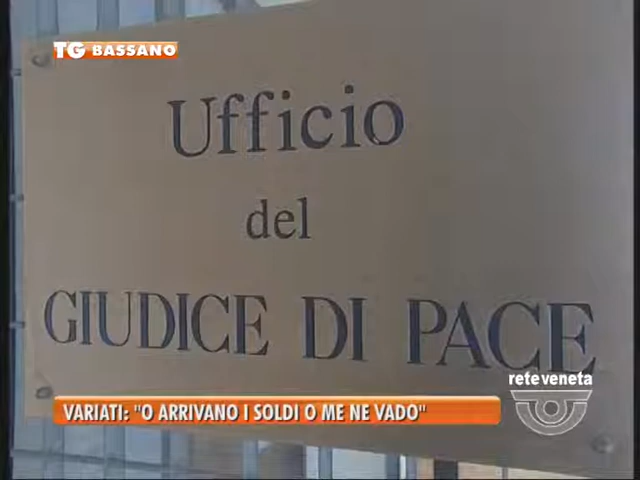 TG BASSANO
Ufficio
del
GIUDICE DI PACE
rete veneta
VARIATI: "O ARRIVANO I SOLDI O ME NE VADO"